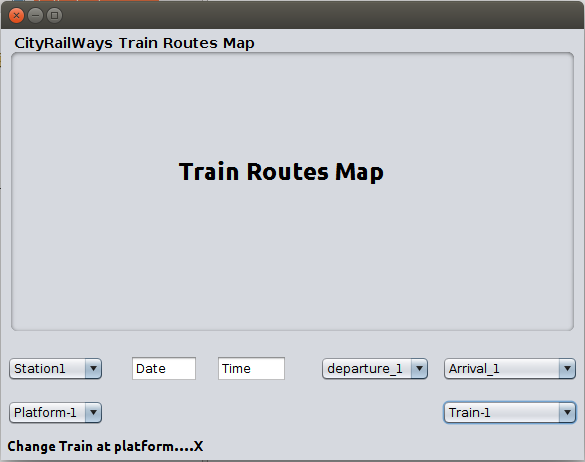 CityRailWays Train Routes Map
Train Routes Map
Station1 Date Time departure_1 Arrival_1
Platform-1 Train-1
Change Train at platform....X